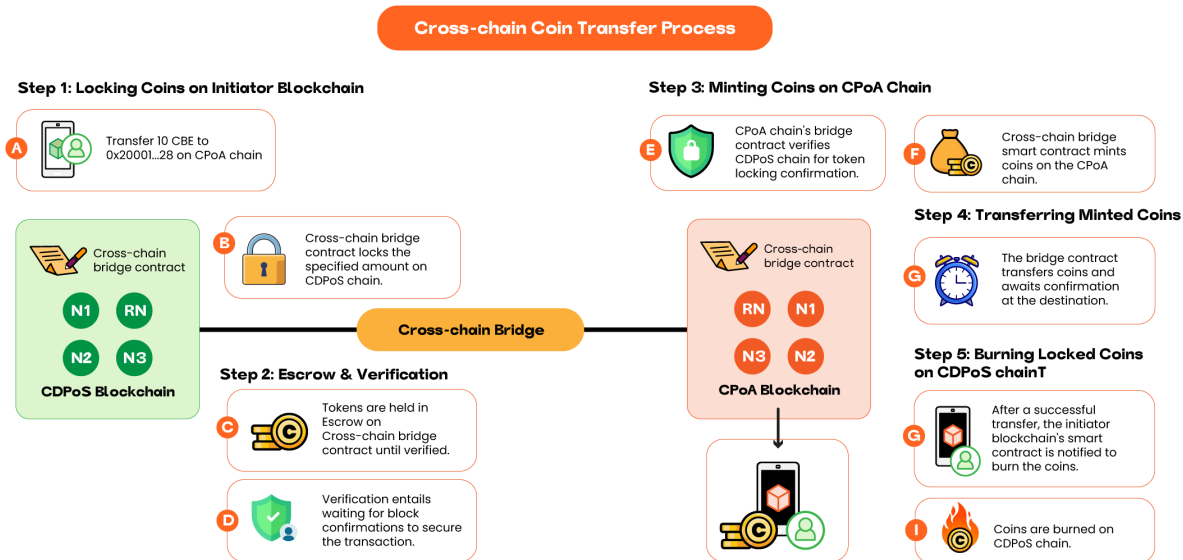 Cross-chain Coin Transfer Process
Step 1: Locking Coins on Initiator Blockchain
A
Transfer 10 CBE to
0x20001...28 on CPoA chain
Cross-chain
bridge contract
N1
RN
N2
N3
CDPoS Blockchain
B
Cross-chain bridge
contract locks the
specified amount on
CDPoS chain.
Cross-chain Bridge
Step 2: Escrow & Verification
C
C
Tokens are held in
Escrow on
Cross-chain bridge
contract until verified.
D
Verification entails
waiting for block
confirmations to secure
the transaction.
Step 3: Minting Coins on CPoA Chain
E
CPoA chain's bridge
contract verifies
CDPoS chain for token
locking confirmation.
F
C
Cross-chain bridge
smart contract mints
coins on the CPoA
chain.
Cross-chain
bridge contract
RN
N1
N3
N2
CPoA Blockchain
C
Step 4: Transferring Minted Coins
G
The bridge contract
transfers coins and
awaits confirmation
at the destination.
Step 5: Burning Locked Coins
on CDPoS chainT
G
After a successful
transfer, the initiator
blockchain's smart
contract is notified to
burn the coins.
I
C
Coins are burned on
CDPoS chain.